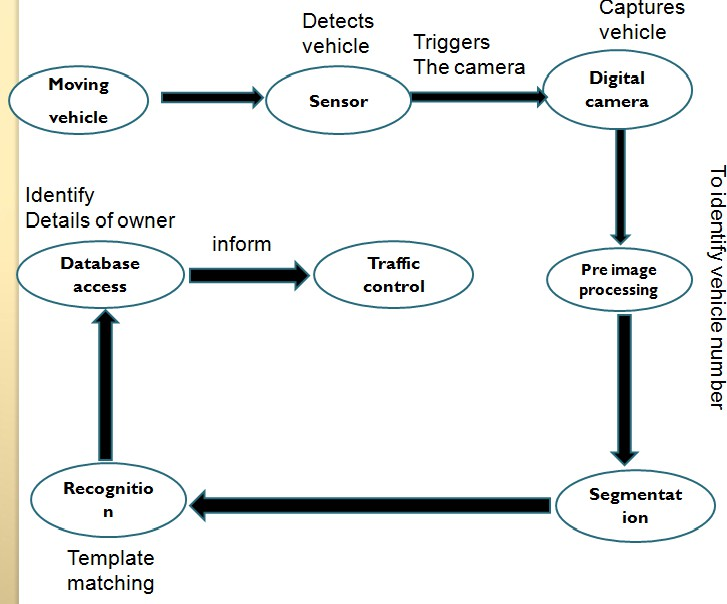 Captures
vehicle
Detects
vehicle
Triggers
The camera
Moving
vehicle
Sensor
Digital
camera
To identify vehicle number
Identify
Details of owner
inform
Database
access
Traffic
control
Pre image
processing
Recognitio
n
Segmentat
ion
Template
matching